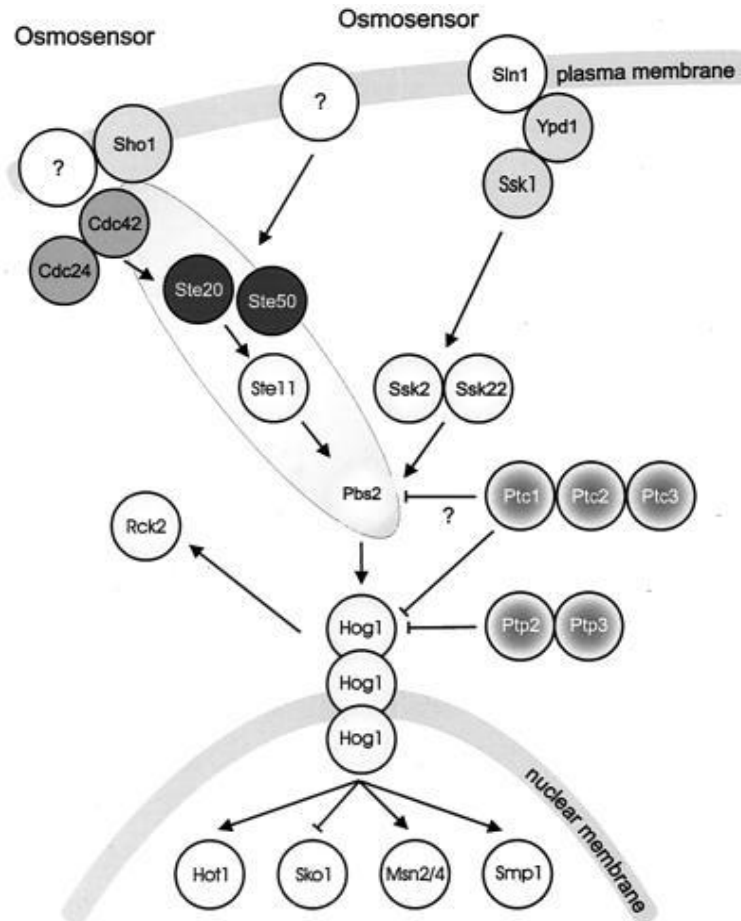 Osmosensor
Osmosensor
Sln1
plasma membrane
?
Ypd1
Sho1
?
Ssk1
Cdc42
Cdc24
Ste20
Ste50
Ste11
Ssk2
Ssk22
Pbs2
?
Ptc1
Ptc2
Ptc3
Rck2
Hog1
Ptp2
Ptp3
Hog1
Hog1
nuclear membrane
Hot1
Sko1
Msn2/4
Smp1